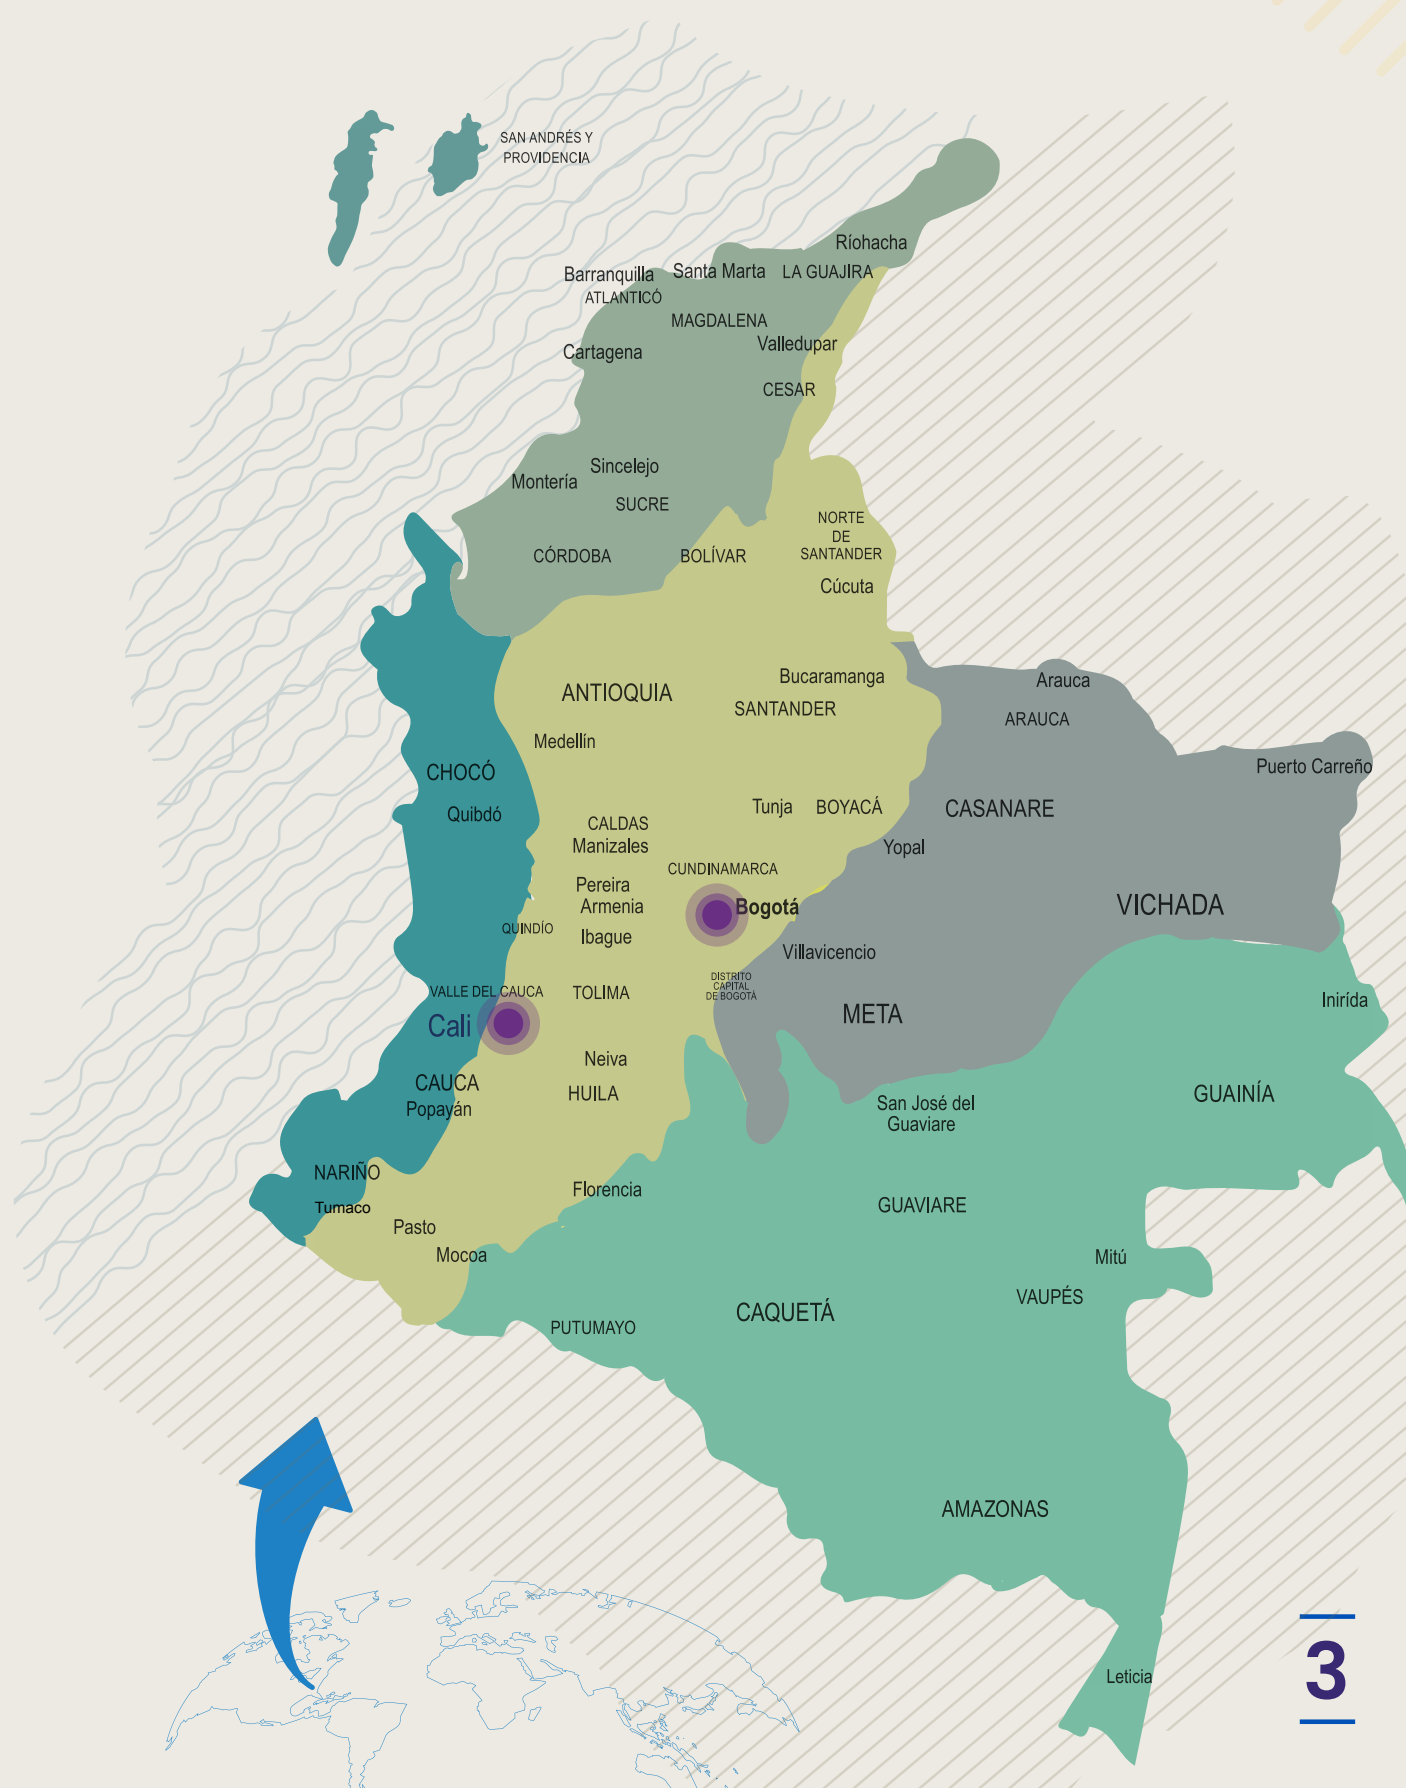 SAN ANDRÉS Y
PROVIDENCIA
Ríohacha
Barranquilla
Santa Marta
LA GUAJIRA
ATLANTICÓ
MAGDALENA
Cartagena
Valledupar
CESAR
Sincelejo
Montería
SUCRE
NORTE
DE
SANTANDER
CÓRDOBA
BOLÍVAR
Cúcuta
Bucaramanga
Arauca
ANTIOQUIA
SANTANDER
ARAUCA
Medellín
CHOCÓ
Puerto Carreño
Quibdó
Tunja
BOYACÁ
CASANARE
CALDAS
Manizales
Yopal
CUNDINAMARCA
Pereira
Armenia
Bogotá
VICHADA
QUINDÍO
Ibague
Villavicencio
DISTRITO
CAPITAL
DE BOGOTÀ
VALLE DEL CAUCA
TOLIMA
Inirída
Cali
META
Neiva
CAUCA
HUILA
Popayán
San José del
Guaviare
GUAINÍA
NARIÑO
Florencia
Tumaco
GUAVIARE
Pasto
Mocoa
Mitú
VAUPÉS
PUTUMAYO
CAQUETÁ
AMAZONAS
Leticia
3